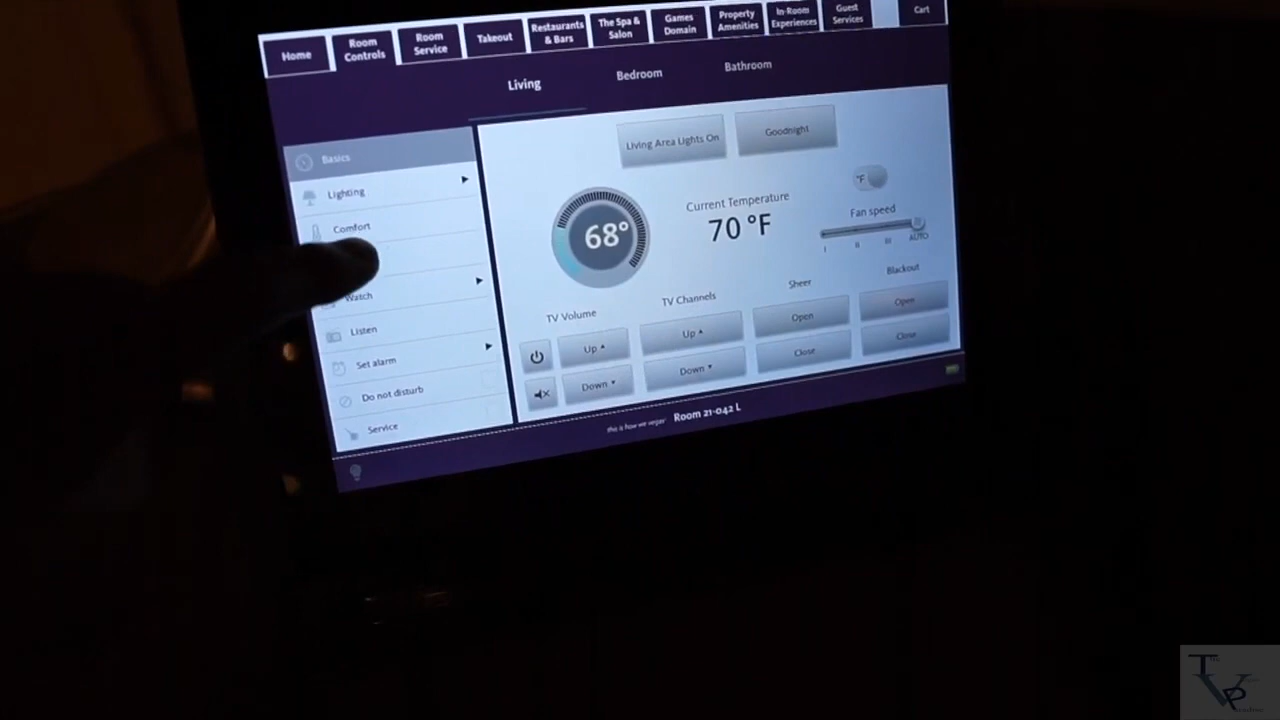 Home
Room Controls
Room Service
Takeout
Restaurants & Bars
The Spa & Salon
Games Domain
Property Amenities
In-Room Experiences
Guest Services
Cart
Living
Bedroom
Bathroom
Basics
Lighting
Comfort
Watch
Listen
Set alarm
Do not disturb
Service
Living Area Lights On
Goodnight
68°
Current Temperature
70 °F
°F
Fan speed
I II III AUTO
TV Volume
Up
Down
TV Channels
Up
Down
Sheer
Open
Close
Blackout
Open
Close
this is how we vegas
Room 21-042 L
TVP